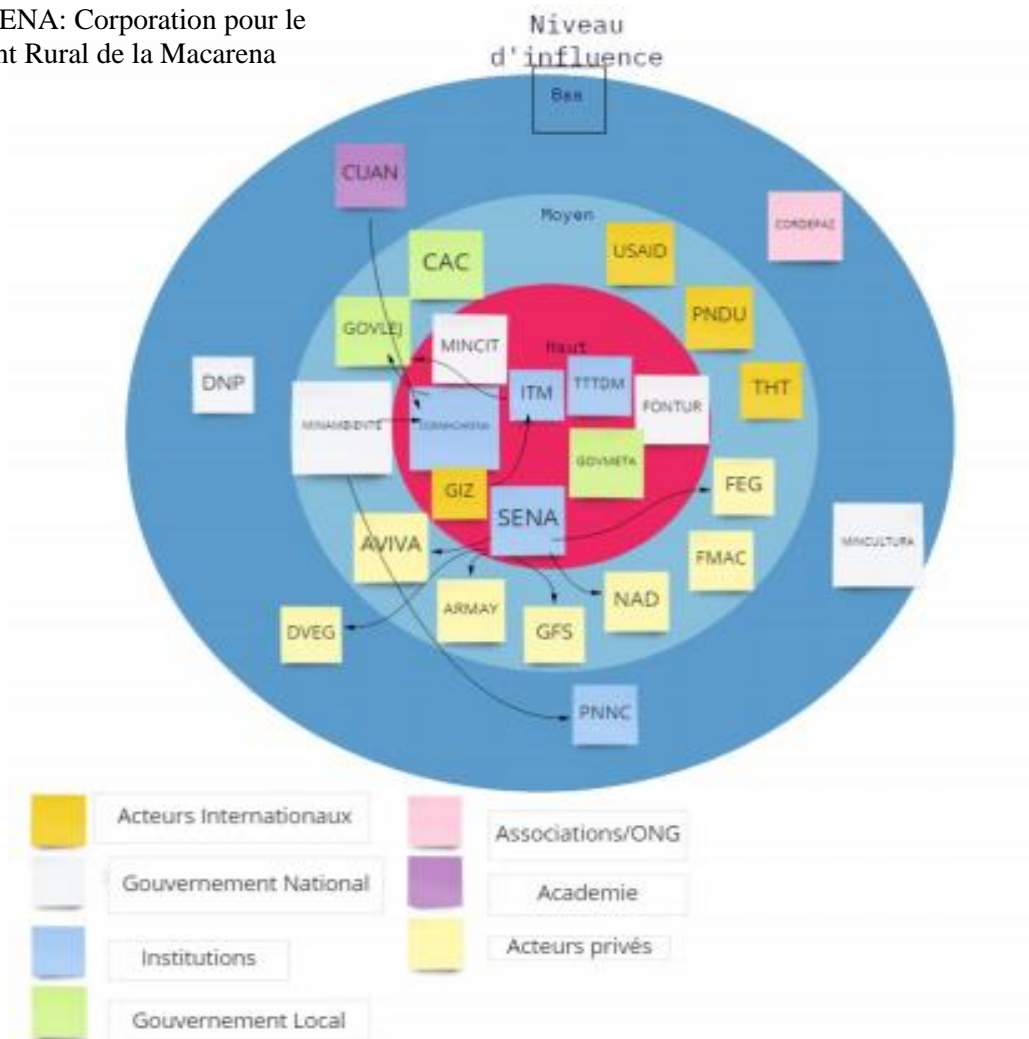 ENA: Corporation pour le
nt Rural de la Macarena
Niveau
d'influence
Bas
CUAN
Moyen
CORDEPAZ
CAC
USAID
GOVLEJ
PNDU
MINCIT
Haut
DNP
ITM
TTTDM
THT
FONTUR
MINAMBIENTE
CORMACARENA
GOVMETA
GIZ
FEG
SENA
AVIVA
FMAC
MINCULTURA
ARMAY
NAD
DVEG
GFS
PNNC
Acteurs Internationaux
Associations/ONG
Gouvernement National
Academie
Institutions
Acteurs privés
Gouvernement Local